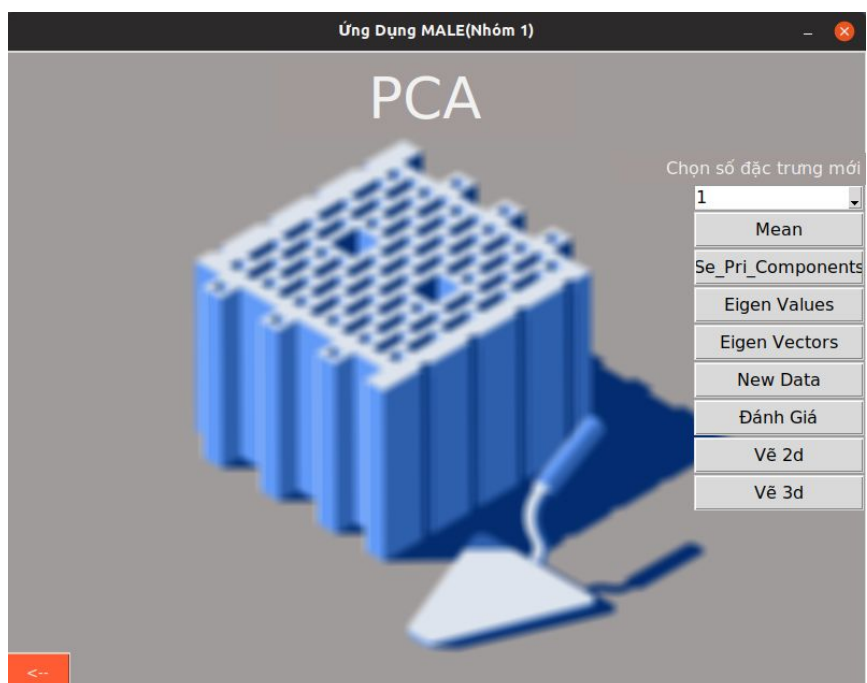 Ứng Dụng MALE(Nhóm 1)
PCA
Chọn số đặc trưng mới
1
Mean
Se_Pri_Components
Eigen Values
Eigen Vectors
New Data
Đánh Giá
Vẽ 2d
Vẽ 3d
<--